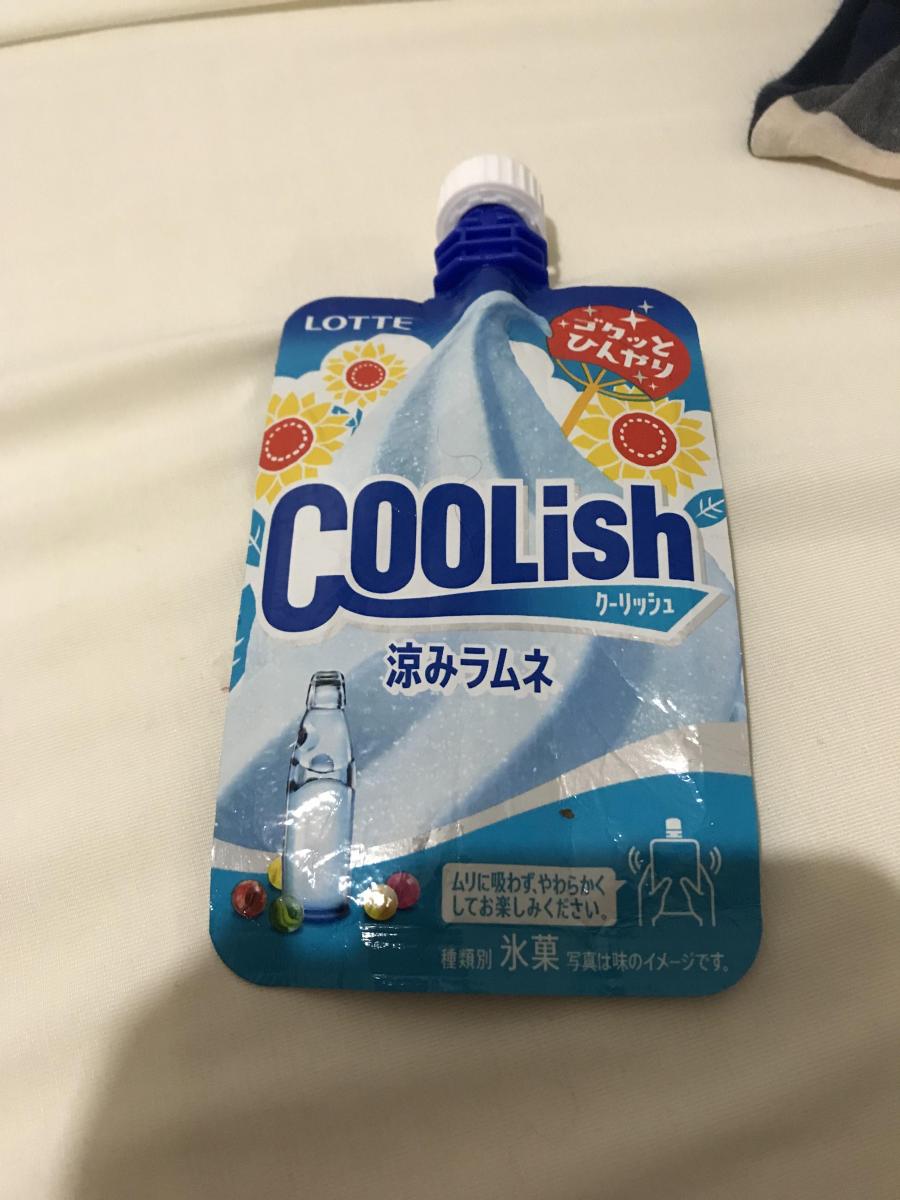 LOTTE
ゴクッと
ひんやり
COOLish
クーリッシュ
涼みラムネ
ムリに吸わず、やわらかく
してお楽しみください。
種類別 氷菓 写真は味のイメージです。